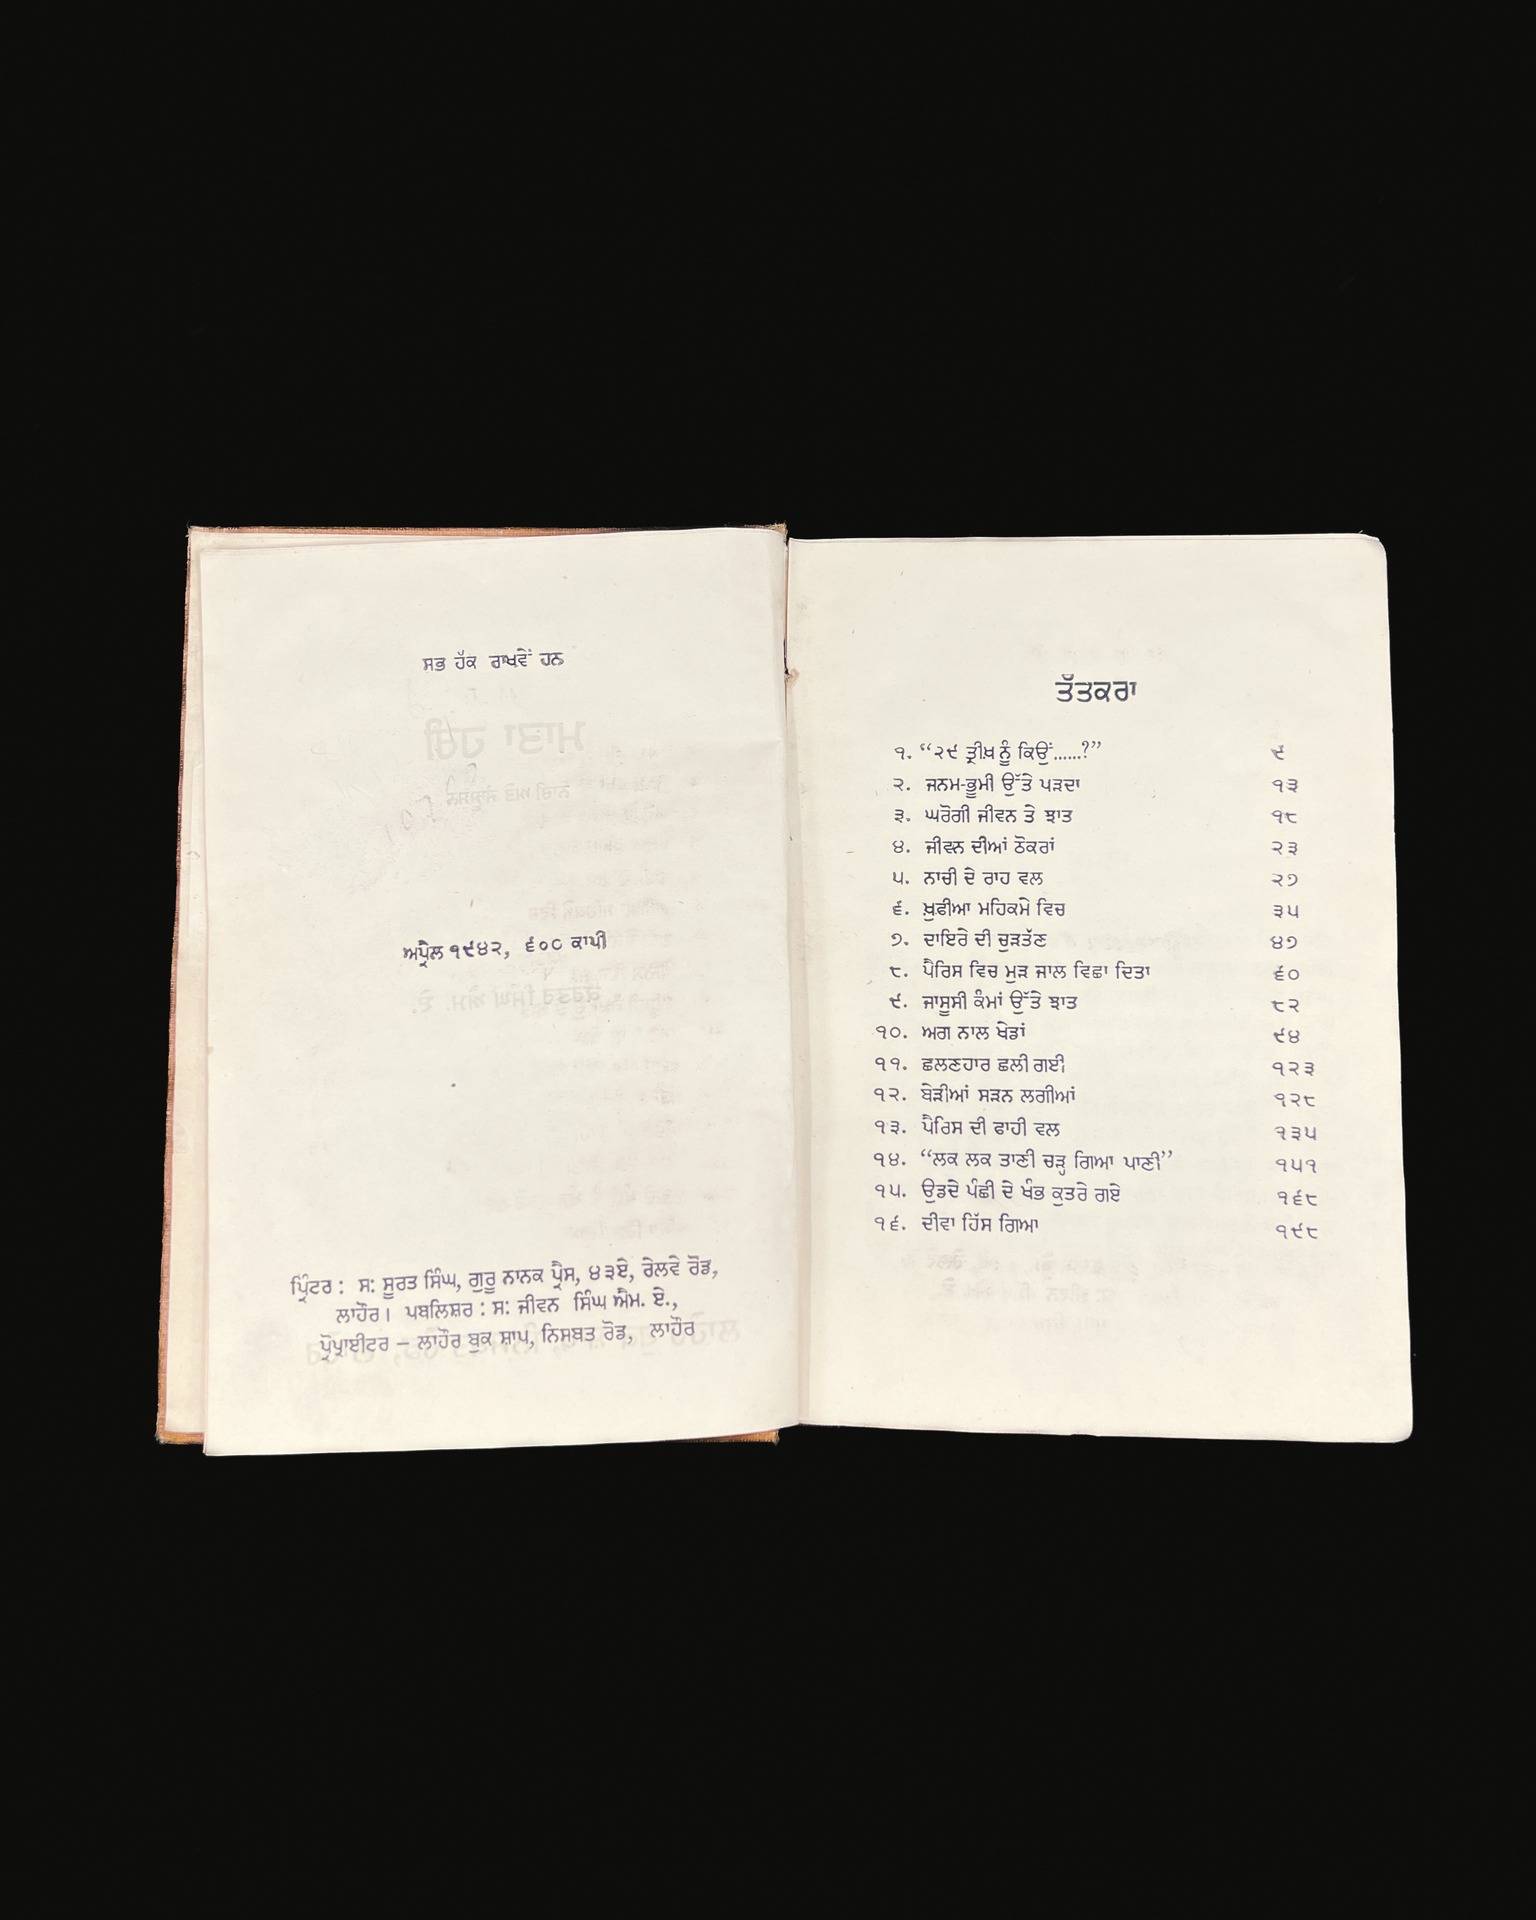 ਸਭ ਹੱਕ ਰਾਖਵੇਂ ਹਨ
ਅਪ੍ਰੈਲ ੧੯੪੨, ੬੦੦ ਕਾਪੀ
ਪ੍ਰਿੰਟਰ : ਸ: ਸੂਰਤ ਸਿੰਘ, ਗੁਰੂ ਨਾਨਕ ਪ੍ਰੈਸ, ੪੩ਏ, ਰੇਲਵੇ ਰੋਡ,
ਲਾਹੌਰ। ਪਬਲਿਸ਼ਰ : ਸ: ਜੀਵਨ ਸਿੰਘ ਐਮ. ਏ.,
ਪ੍ਰੋਪ੍ਰਾਈਟਰ – ਲਾਹੌਰ ਬੁਕ ਸ਼ਾਪ, ਨਿਸਬਤ ਰੋਡ, ਲਾਹੌਰ
ਤੱਤਕਰਾ
੧. “੨੯ ਤ੍ਰੀਖ਼ ਨੂੰ ਕਿਉਂ......?” ੯
੨. ਜਨਮ-ਭੂਮੀ ਉੱਤੇ ਪੜਦਾ ੧੩
੩. ਘਰੋਗੀ ਜੀਵਨ ਤੇ ਝਾਤ ੧੮
੪. ਜੀਵਨ ਦੀਆਂ ਠੋਕਰਾਂ ੨੩
੫. ਨਾਚੀ ਦੇ ਰਾਹ ਵਲ ੨੭
੬. ਖ਼ੁਫੀਆ ਮਹਿਕਮੇ ਵਿਚ ੩੫
੭. ਦਾਇਰੇ ਦੀ ਚੁੜਤੱਣ ੪੭
੮. ਪੈਰਿਸ ਵਿਚ ਮੁੜ ਜਾਲ ਵਿਛਾ ਦਿਤਾ ੬੦
੯. ਜਾਸੂਸੀ ਕੰਮਾਂ ਉੱਤੇ ਝਾਤ ੮੨
੧੦. ਅਗ ਨਾਲ ਖੇਡਾਂ ੯੪
੧੧. ਛਲਣਹਾਰ ਛਲੀ ਗਈ ੧੨੩
੧੨. ਬੇੜੀਆਂ ਸੜਨ ਲਗੀਆਂ ੧੨੮
੧੩. ਪੈਰਿਸ ਦੀ ਫਾਹੀ ਵਲ ੧੩੫
੧੪. “ਲਕ ਲਕ ਤਾਣੀ ਚੜ੍ਹ ਗਿਆ ਪਾਣੀ” ੧੫੧
੧੫. ਉਡਦੇ ਪੰਛੀ ਦੇ ਖੰਭ ਕੁਤਰੇ ਗਏ ੧੬੮
੧੬. ਦੀਵਾ ਹਿੱਸ ਗਿਆ ੧੯੮